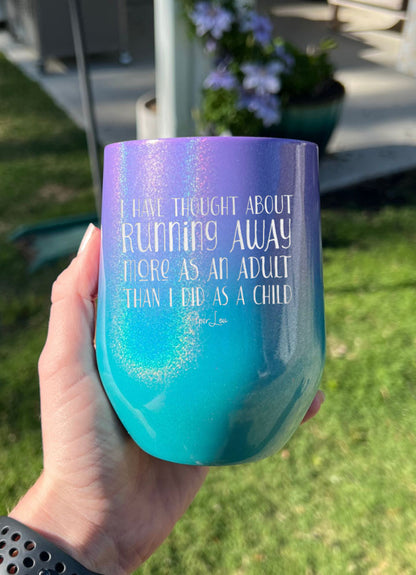 I HAVE THOUGHT ABOUT
RUnninG AWAY
MORE AS An ADULT
THAN I DID AS A CHILD